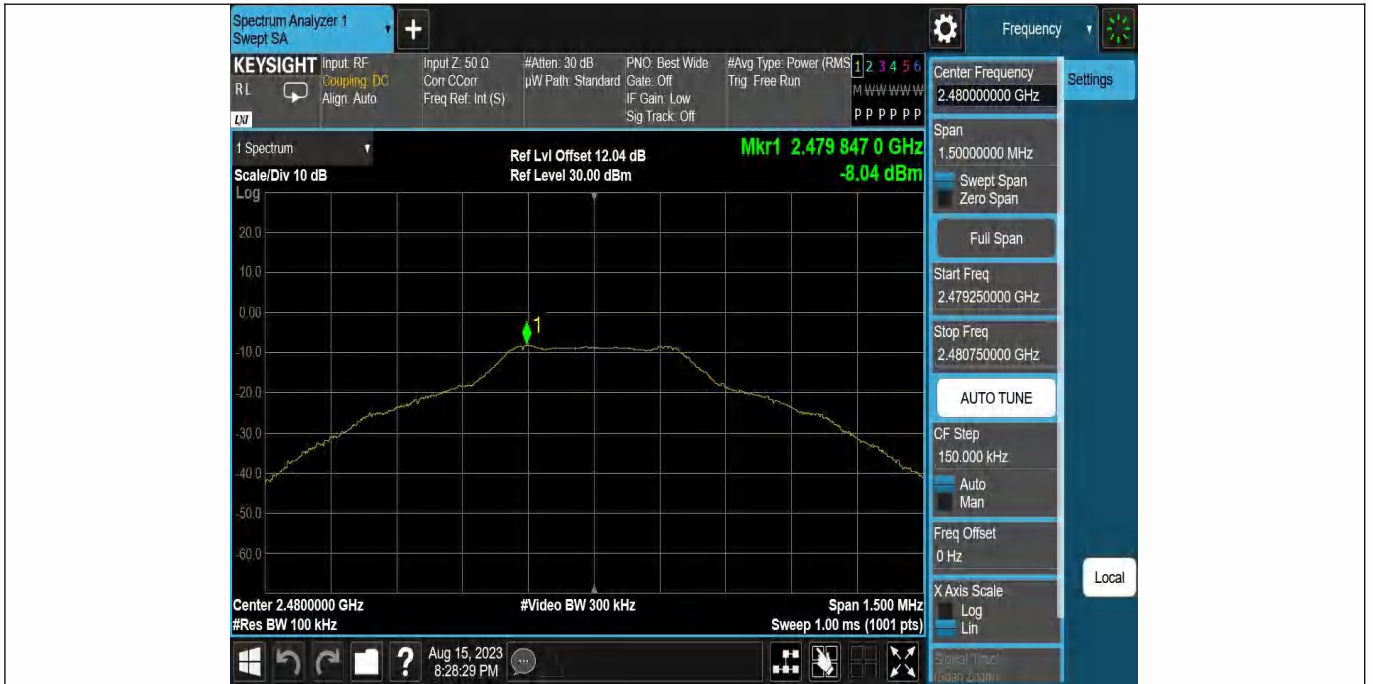 Spectrum Analyzer 1
Swept SA
+
Frequency
KEYSIGHT
RL
LXI
Input: RF
Coupling: DC
Align: Auto
Input Z: 50 Ω
Corr CCorr
Freq Ref: Int (S)
#Atten: 30 dB
µW Path: Standard
PNO: Best Wide
Gate: Off
IF Gain: Low
Sig Track: Off
#Avg Type: Power (RMS
Trig: Free Run
1 2 3 4 5 6
M W W W W W
P P P P P P
Center Frequency
2.480000000 GHz
Settings
1 Spectrum
Scale/Div 10 dB
Ref Lvl Offset 12.04 dB
Ref Level 30.00 dBm
Mkr1 2.479 847 0 GHz
-8.04 dBm
Span
1.50000000 MHz
Swept Span
Zero Span
Full Span
Start Freq
2.479250000 GHz
Stop Freq
2.480750000 GHz
AUTO TUNE
CF Step
150.000 kHz
Auto
Man
Freq Offset
0 Hz
X Axis Scale
Log
Lin
Signal Track
(Span Zoom)
Local
Log
20.0
10.0
0.00
-10.0
-20.0
-30.0
-40.0
-50.0
-60.0
1
Center 2.4800000 GHz
#Res BW 100 kHz
#Video BW 300 kHz
Span 1.500 MHz
Sweep 1.00 ms (1001 pts)
?
Aug 15, 2023
8:28:29 PM